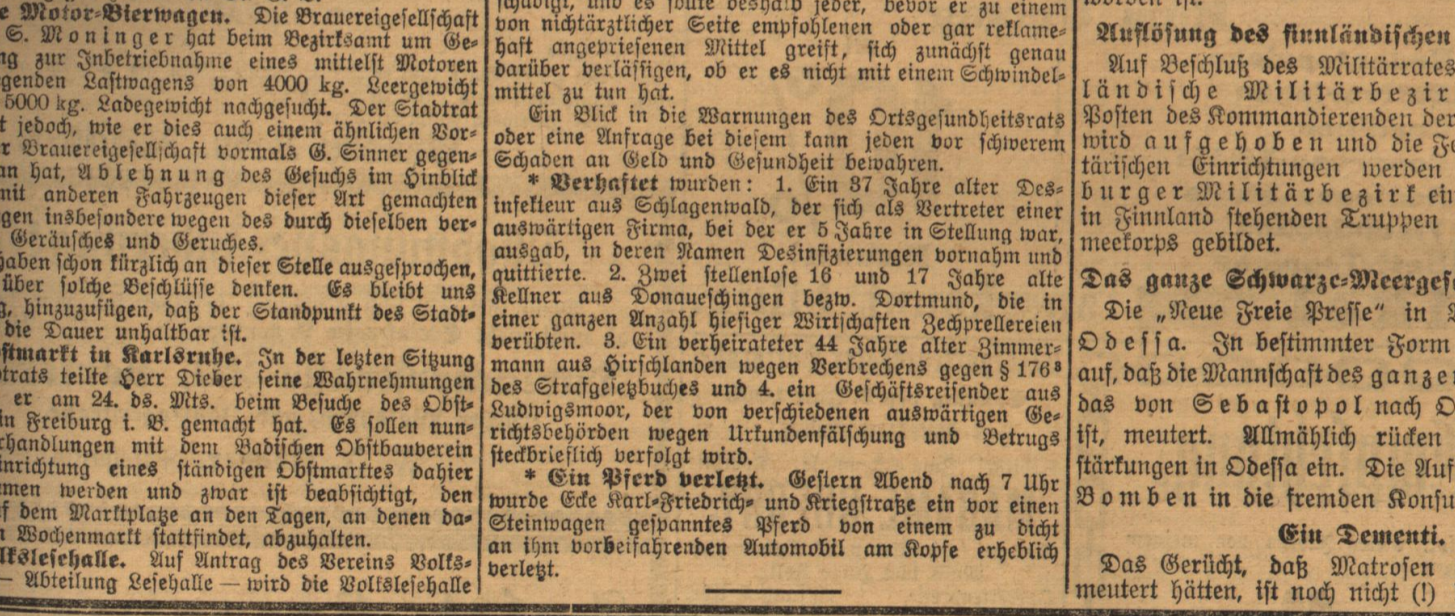 e Motor-Bierwagen. Die Brauereigesellschaft
S. Moninger hat beim Bezirksamt um Ge-
ng zur Inbetriebnahme eines mittelst Motoren
genden Lastwagens von 4000 kg. Leergewicht
5000 kg. Ladegewicht nachgesucht. Der Stadtrat
t jedoch, wie er dies auch einem ähnlichen Vor-
r Brauereigesellschaft vormals G. Sinner gegen-
an hat, Ablehnung des Gesuchs im Hinblick
mit anderen Fahrzeugen dieser Art gemachten
gen insbesondere wegen des durch dieselben ver-
Geräusches und Geruches.
haben schon kürzlich an dieser Stelle ausgesprochen,
über solche Beschlüsse denken. Es bleibt uns
g, hinzuzufügen, daß der Standpunkt des Stadt-
die Dauer unhaltbar ist.
stmarkt in Karlsruhe. In der letzten Sitzung
trats teilte Herr Dieber seine Wahrnehmungen
er am 24. ds. Mts. beim Besuche des Obst-
in Freiburg i. B. gemacht hat. Es sollen nun-
rhandlungen mit dem Badischen Obstbauverein
inrichtung eines ständigen Obstmarktes dahier
men werden und zwar ist beabsichtigt, den
f dem Marktplatze an den Tagen, an denen da-
n Wochenmarkt stattfindet, abzuhalten.
lkslesehalle. Auf Antrag des Vereins Volks-
— Abteilung Lesehalle — wird die Volkslesehalle
schädigt, und es sollte deshalb jeder, bevor er zu einem
von nichtärztlicher Seite empfohlenen oder gar reklame-
haft angepriesenen Mittel greift, sich zunächst genau
darüber verlässigen, ob er es nicht mit einem Schwindel-
mittel zu tun hat.
Ein Blick in die Warnungen des Ortsgesundheitsrats
oder eine Anfrage bei diesem kann jeden vor schwerem
Schaden an Geld und Gesundheit bewahren.
* Verhaftet wurden: 1. Ein 37 Jahre alter Des-
infekteur aus Schlagenwald, der sich als Vertreter einer
auswärtigen Firma, bei der er 5 Jahre in Stellung war,
ausgab, in deren Namen Desinfizierungen vornahm und
quittierte. 2. Zwei stellenlose 16 und 17 Jahre alte
Kellner aus Donaueschingen bezw. Dortmund, die in
einer ganzen Anzahl hiesiger Wirtschaften Zechprellereien
verübten. 3. Ein verheirateter 44 Jahre alter Zimmer-
mann aus Hirschlanden wegen Verbrechens gegen § 176³
des Strafgesetzbuches und 4. ein Geschäftsreisender aus
Ludwigsmoor, der von verschiedenen auswärtigen Ge-
richtsbehörden wegen Urkundenfälschung und Betrugs
steckbrieflich verfolgt wird.
* Ein Pferd verletzt. Gestern Abend nach 7 Uhr
wurde Ecke Karl-Friedrich- und Kriegstraße ein vor einen
Steinwagen gespanntes Pferd von einem zu dicht
an ihm vorbeifahrenden Automobil am Kopfe erheblich
verletzt.
worden ist.
Auflösung des finnländischen
Auf Beschluß des Militärrates
ländische Militärbezir
Posten des Kommandierenden der
wird aufgehoben und die Fe
tärischen Einrichtungen werden
burger Militärbezirk ein
in Finnland stehenden Truppen
meekorps gebildet.
Das ganze Schwarze-Meerges
Die „Neue Freie Presse“ in
Odessa. In bestimmter Form
auf, daß die Mannschaft des ganzen
das von Sebastopol nach O
ist, meutert. Allmählich rücken
stärkungen in Odessa ein. Die Auf
Bomben in die fremden Konsu
Ein Dementi.
Das Gerücht, daß Matrosen
meutert hätten, ist noch nicht (!)